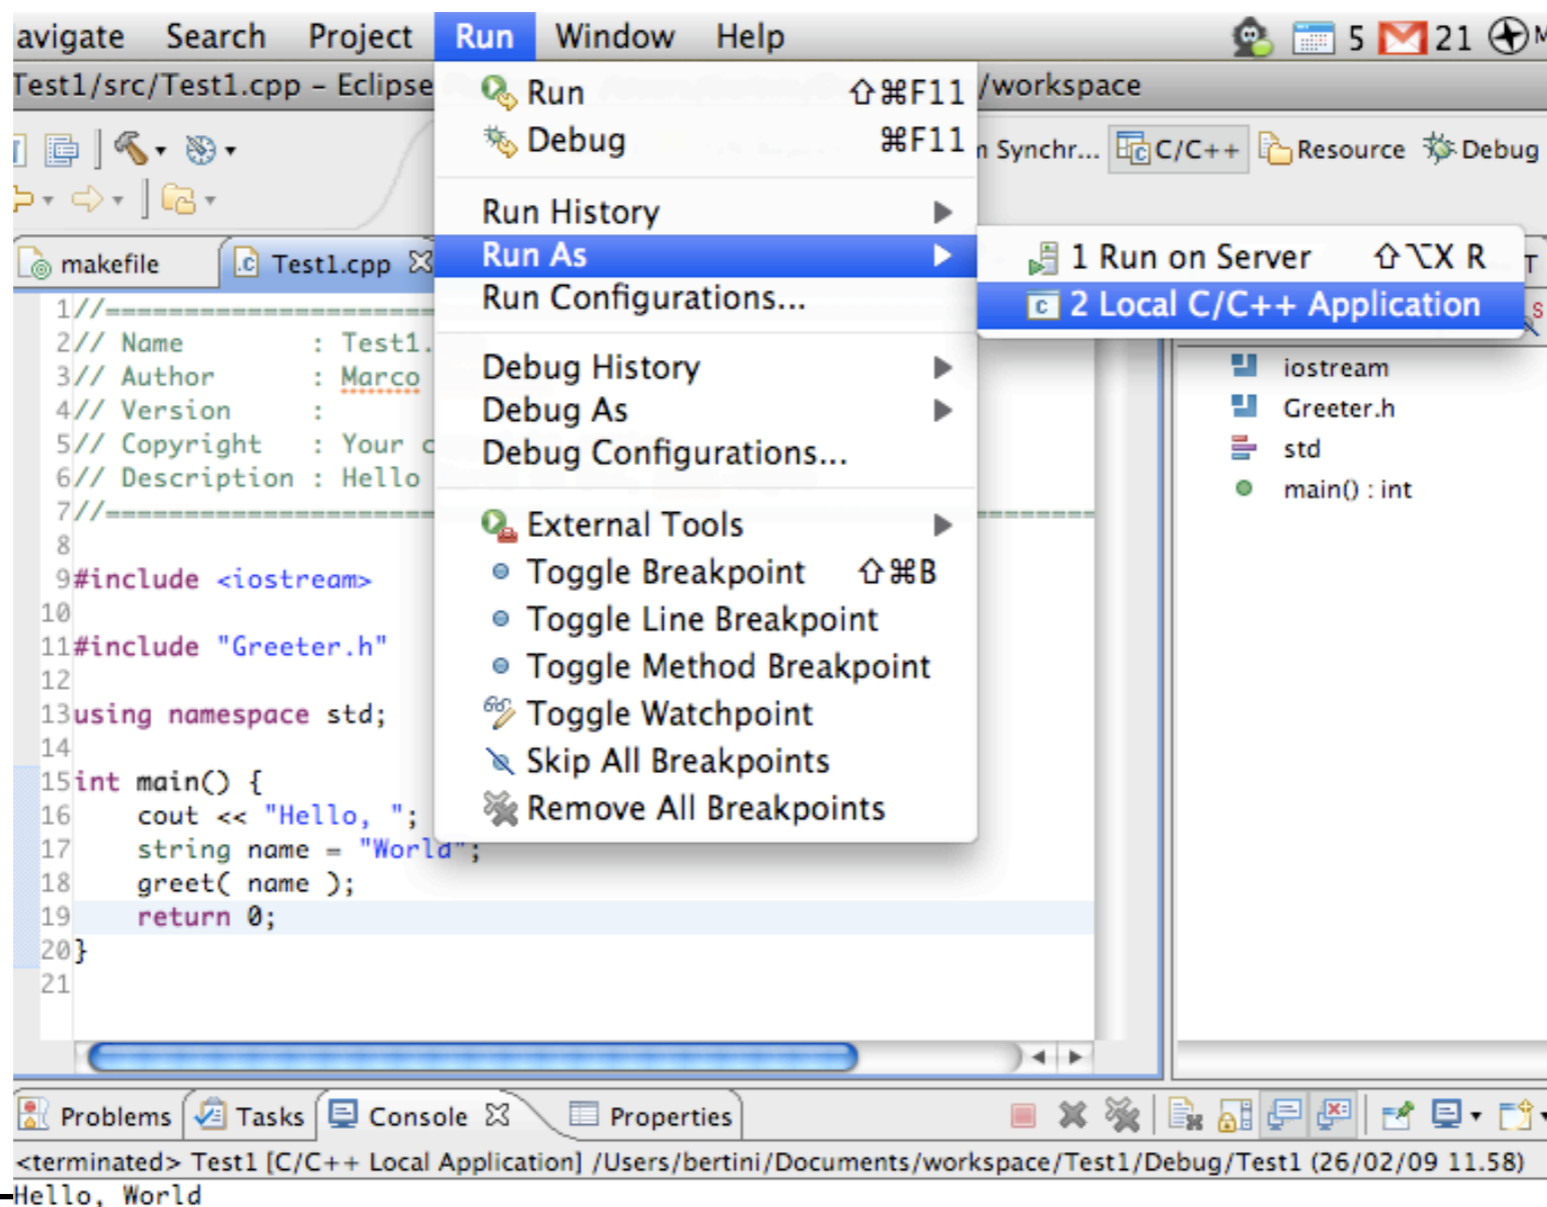 avigate Search Project Run Window Help 5 21
Test1/src/Test1.cpp – Eclipse /workspace
Run ⇧⌘F11
Debug ⌘F11
n Synchr... C/C++ Resource Debug
Run History
Run As
Run Configurations...
1 Run on Server ⇧⌥X R
2 Local C/C++ Application
Debug History
Debug As
Debug Configurations...
External Tools
Toggle Breakpoint ⇧⌘B
Toggle Line Breakpoint
Toggle Method Breakpoint
Toggle Watchpoint
Skip All Breakpoints
Remove All Breakpoints
makefile Test1.cpp
1//=====================
2// Name : Test1.
3// Author : Marco
4// Version :
5// Copyright : Your c
6// Description : Hello
7//=====================
8
9#include <iostream>
10
11#include "Greeter.h"
12
13using namespace std;
14
15int main() {
16 cout << "Hello, ";
17 string name = "World";
18 greet( name );
19 return 0;
20}
21
iostream
Greeter.h
std
main() : int
Problems Tasks Console Properties
<terminated> Test1 [C/C++ Local Application] /Users/bertini/Documents/workspace/Test1/Debug/Test1 (26/02/09 11.58)
Hello, World